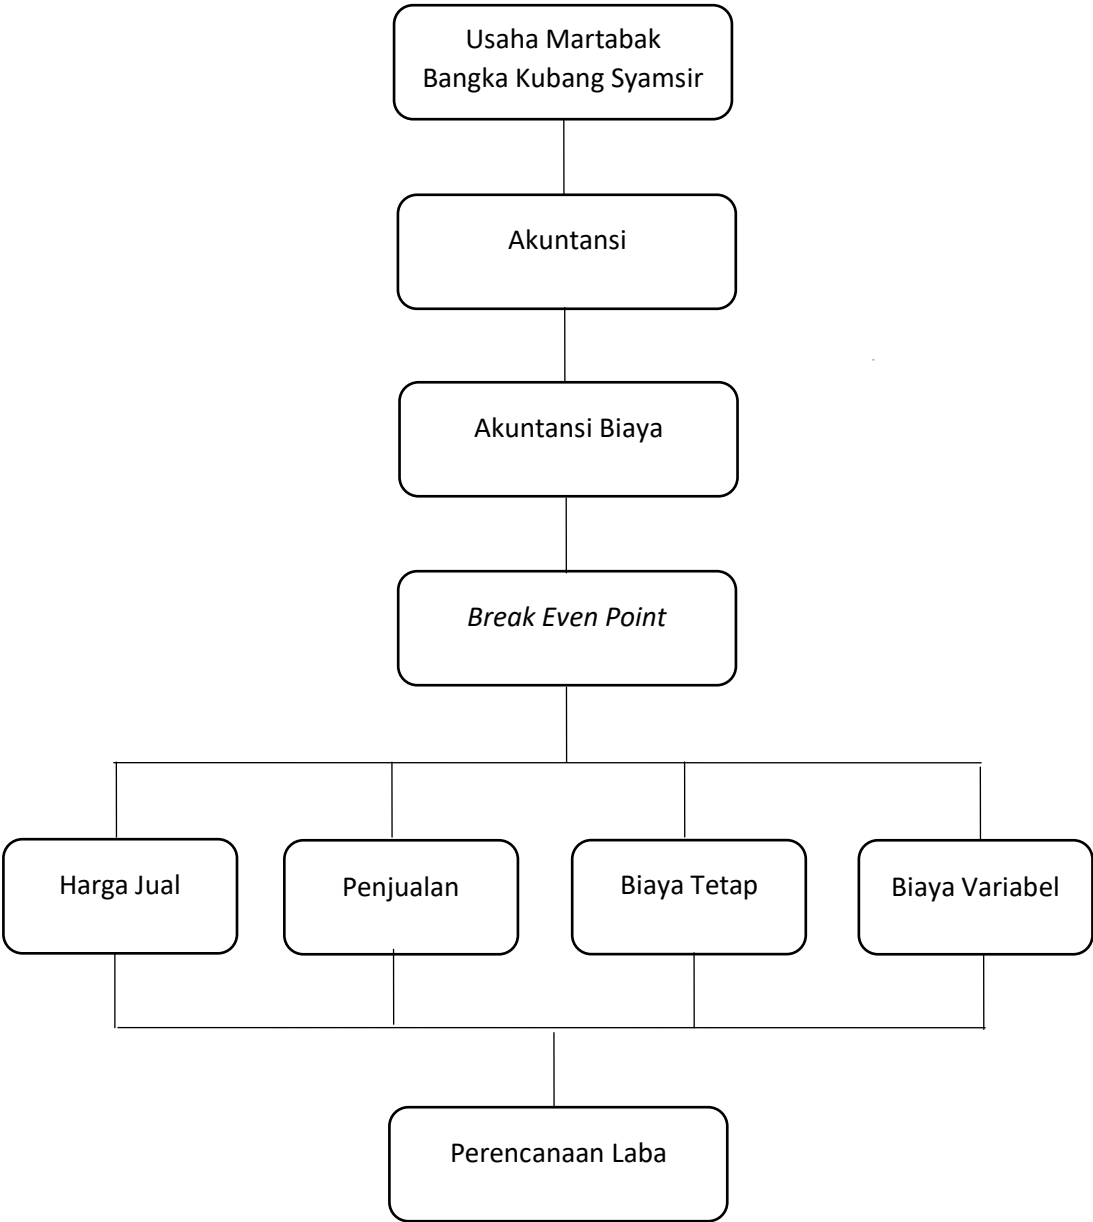 Usaha Martabak
Bangka Kubang Syamsir
Akuntansi
Akuntansi Biaya
Break Even Point
Harga Jual
Penjualan
Biaya Tetap
Biaya Variabel
Perencanaan Laba